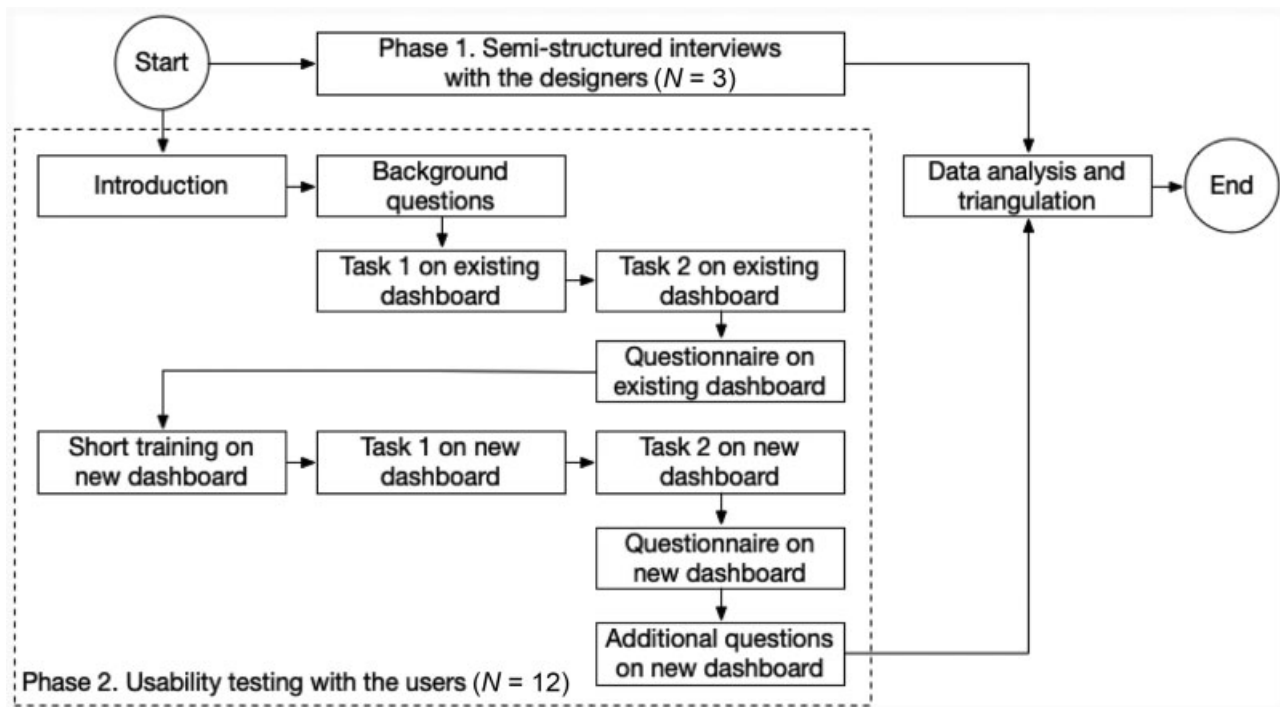 Start
Phase 1. Semi-structured interviews
with the designers (N = 3)
Introduction
Background
questions
Data analysis and
triangulation
End
Task 1 on existing
dashboard
Task 2 on existing
dashboard
Questionnaire on
existing dashboard
Short training on
new dashboard
Task 1 on new
dashboard
Task 2 on new
dashboard
Questionnaire on
new dashboard
Additional questions
on new dashboard
Phase 2. Usability testing with the users (N = 12)